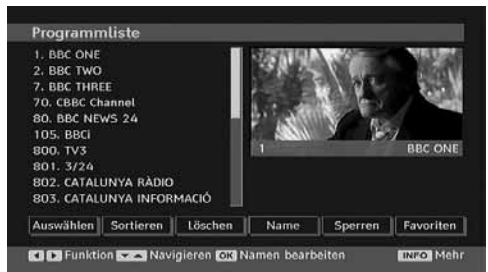 Programmliste
1. BBC ONE
2. BBC TWO
7. BBC THREE
70. CBBC Channel
80. BBC NEWS 24
105. BBCi
800. TV3
801. 3/24
802. CATALUNYA RÀDIO
803. CATALUNYA INFORMACIÓ
1 BBC ONE
Auswählen Sortieren Löschen Name Sperren Favoriten
Funktion Navigieren OK Namen bearbeiten INFO Mehr